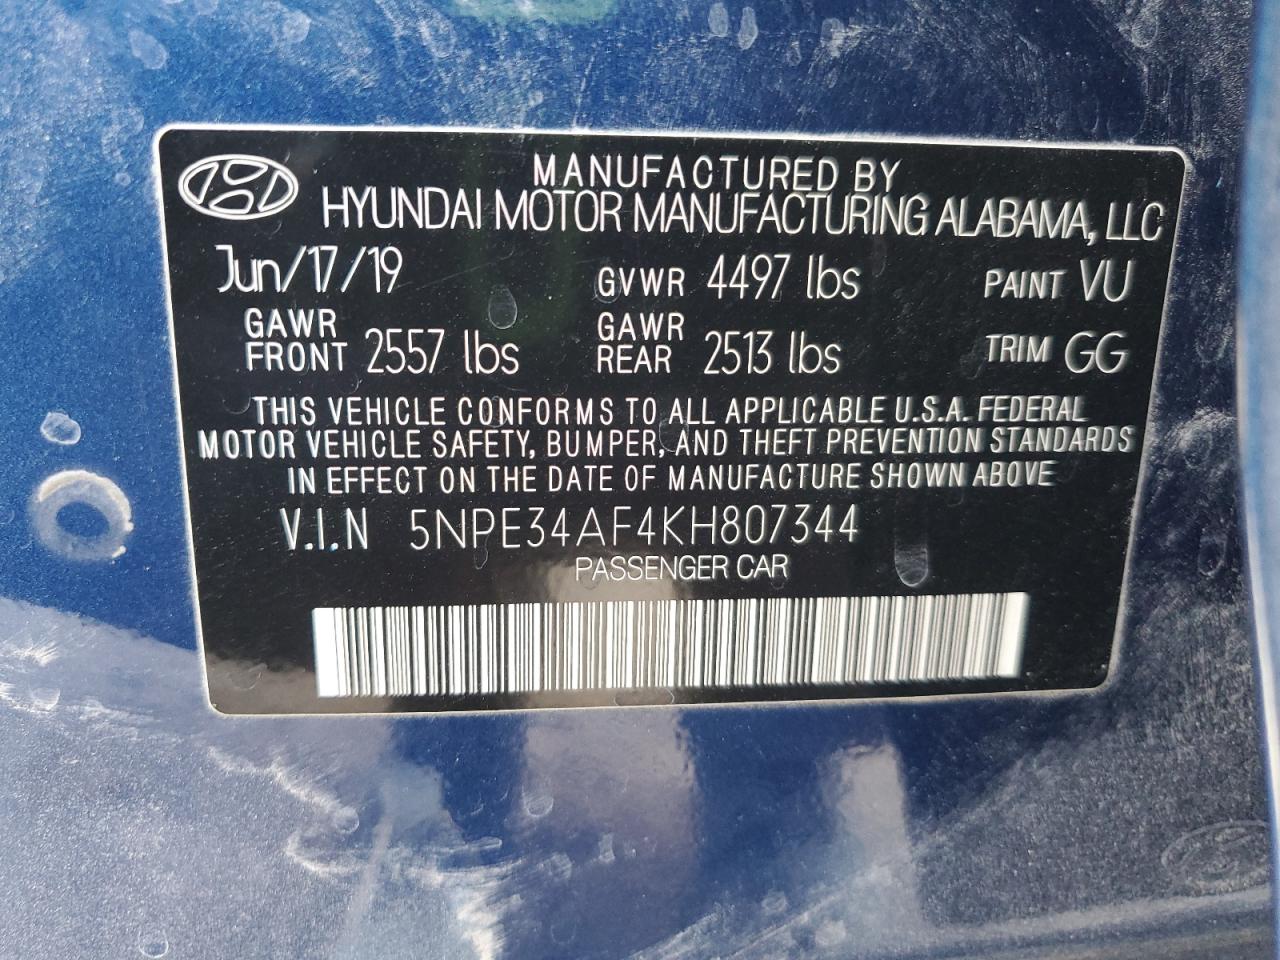 MANUFACTURED BY
HYUNDAI MOTOR MANUFACTURING ALABAMA, LLC
Jun/17/19 GVWR 4497 lbs PAINT VU
GAWR FRONT 2557 lbs GAWR REAR 2513 lbs TRIM GG
THIS VEHICLE CONFORMS TO ALL APPLICABLE U.S.A. FEDERAL
MOTOR VEHICLE SAFETY, BUMPER, AND THEFT PREVENTION STANDARDS
IN EFFECT ON THE DATE OF MANUFACTURE SHOWN ABOVE
V.I.N 5NPE34AF4KH807344
PASSENGER CAR